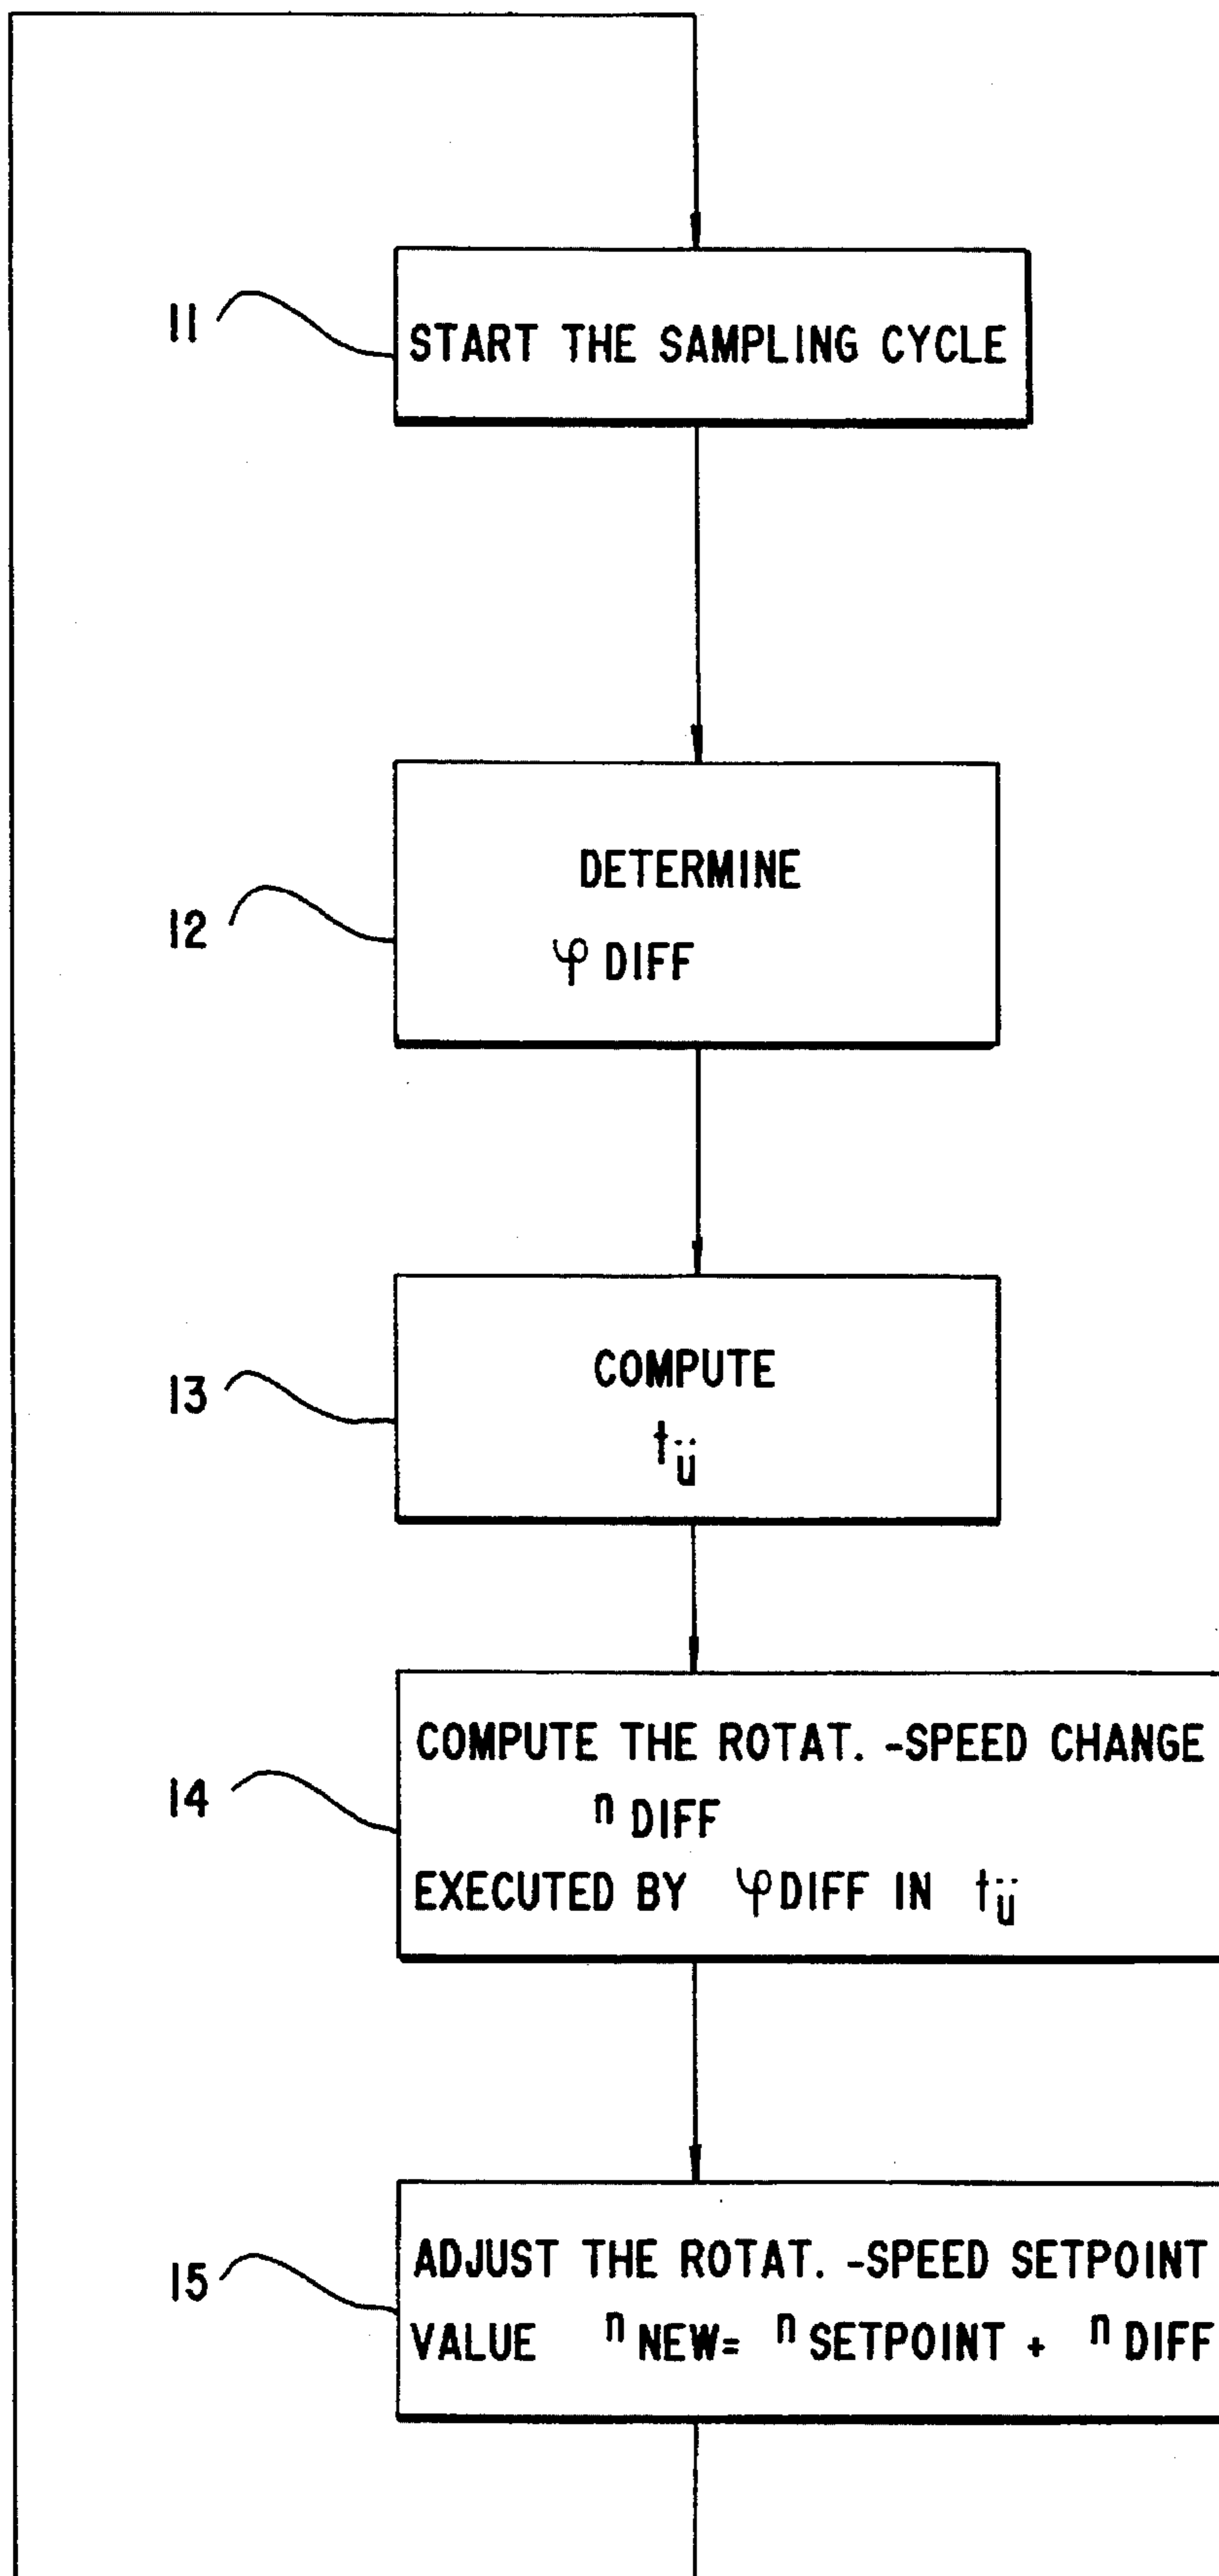 11
START THE SAMPLING CYCLE
12
DETERMINE
φ DIFF
13
COMPUTE
tü
14
COMPUTE THE ROTAT. -SPEED CHANGE
n DIFF
EXECUTED BY φ DIFF IN tü
15
ADJUST THE ROTAT. -SPEED SETPOINT
VALUE n NEW= n SETPOINT + n DIFF